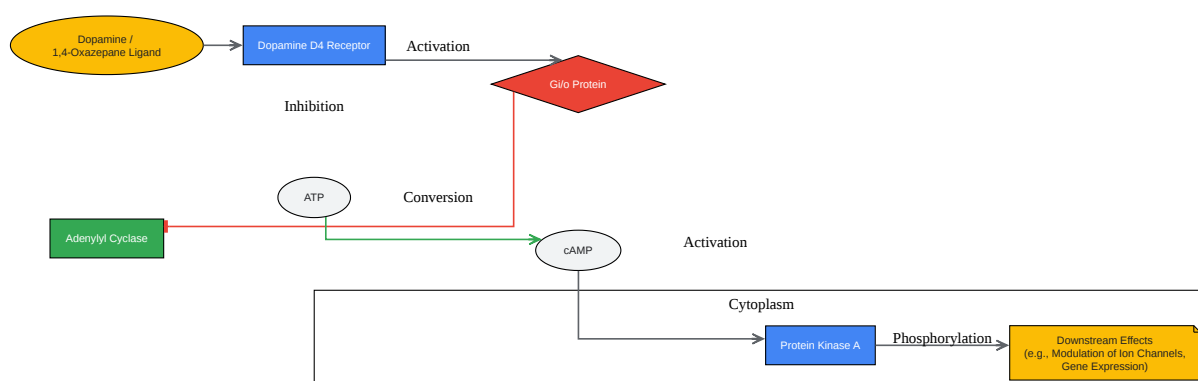 Dopamine /
1,4-Oxazepane Ligand
Dopamine D4 Receptor
Activation
Gi/o Protein
Inhibition
ATP
Conversion
Adenylyl Cyclase
cAMP
Activation
Cytoplasm
Protein Kinase A
Phosphorylation
Downstream Effects
(e.g., Modulation of Ion Channels,
Gene Expression)